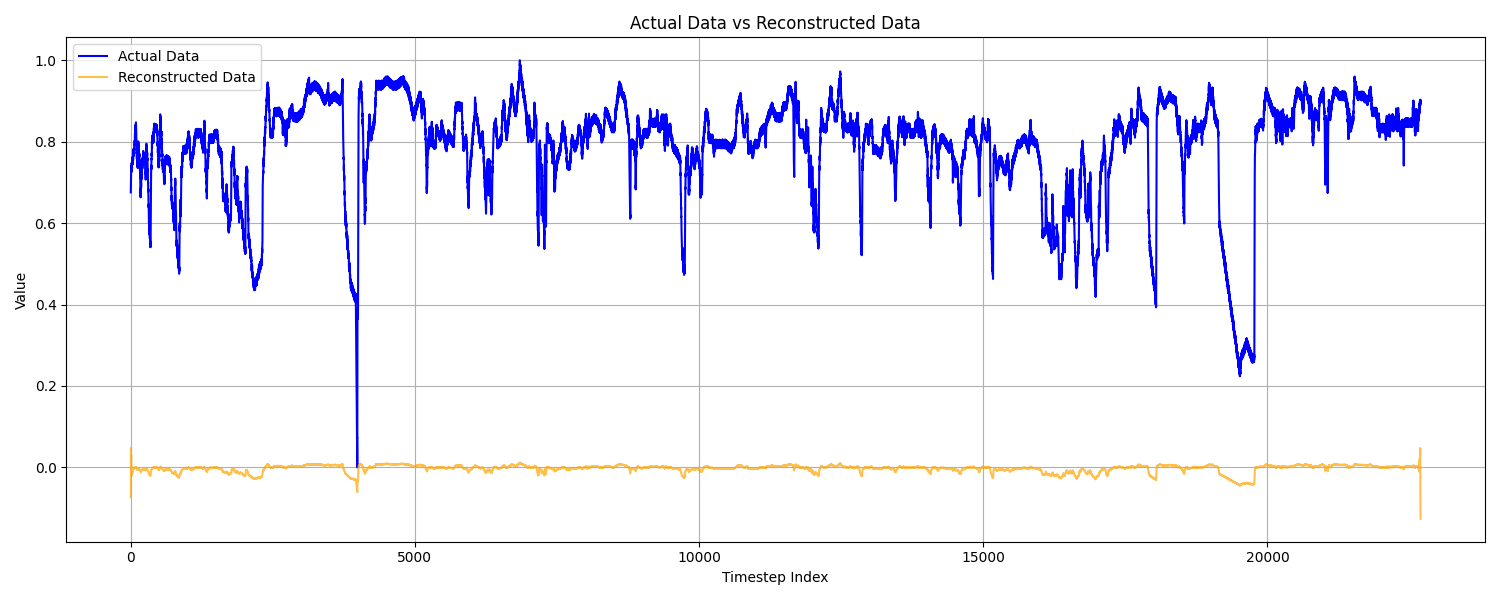 Actual Data vs Reconstructed Data
Actual Data
Reconstructed Data
Value
1.0
0.8
0.6
0.4
0.2
0.0
0 5000 10000 15000 20000
Timestep Index